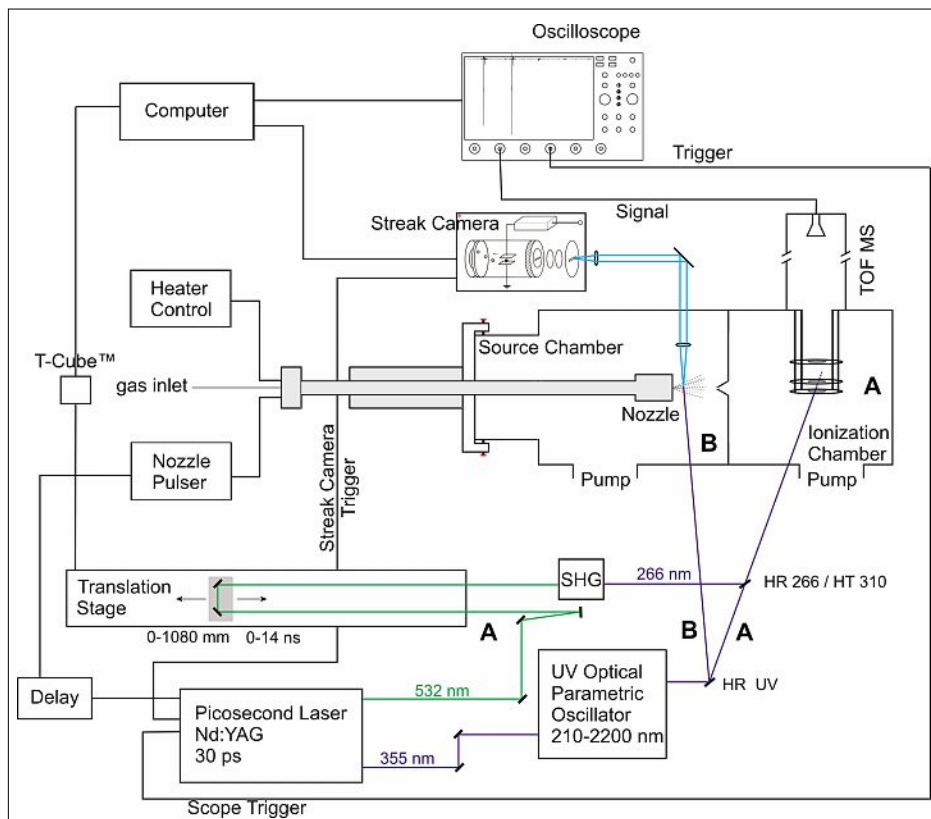 Oscilloscope
Computer
Trigger
Signal
Streak Camera
TOF MS
Heater
Control
Source Chamber
T-Cube™
gas inlet
A
Nozzle
B
Ionization
Chamber
Nozzle
Pulser
Streak Camera
Trigger
Pump
Pump
Translation
Stage
SHG
266 nm
HR 266 / HT 310
0-1080 mm
0-14 ns
A
B
A
Delay
532 nm
UV Optical
Parametric
Oscillator
210-2200 nm
HR UV
Picosecond Laser
Nd:YAG
30 ps
355 nm
Scope Trigger